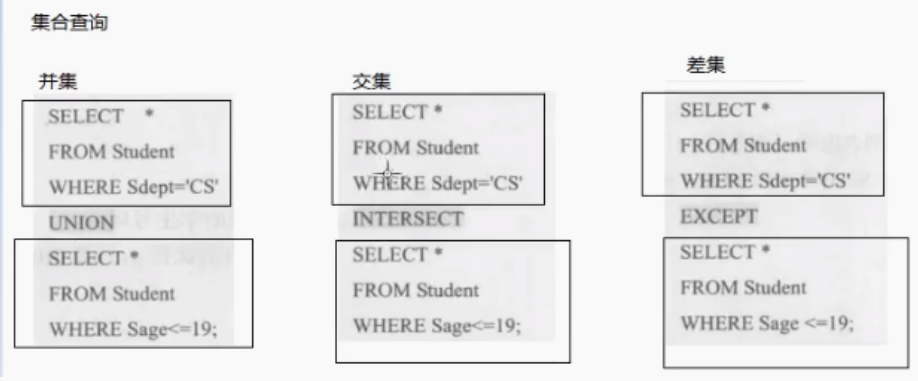 集合查询
并集
SELECT *
FROM Student
WHERE Sdept='CS'
UNION
SELECT *
FROM Student
WHERE Sage<=19;
交集
SELECT *
FROM Student
WHERE Sdept='CS'
INTERSECT
SELECT *
FROM Student
WHERE Sage<=19;
差集
SELECT *
FROM Student
WHERE Sdept='CS'
EXCEPT
SELECT *
FROM Student
WHERE Sage <=19;